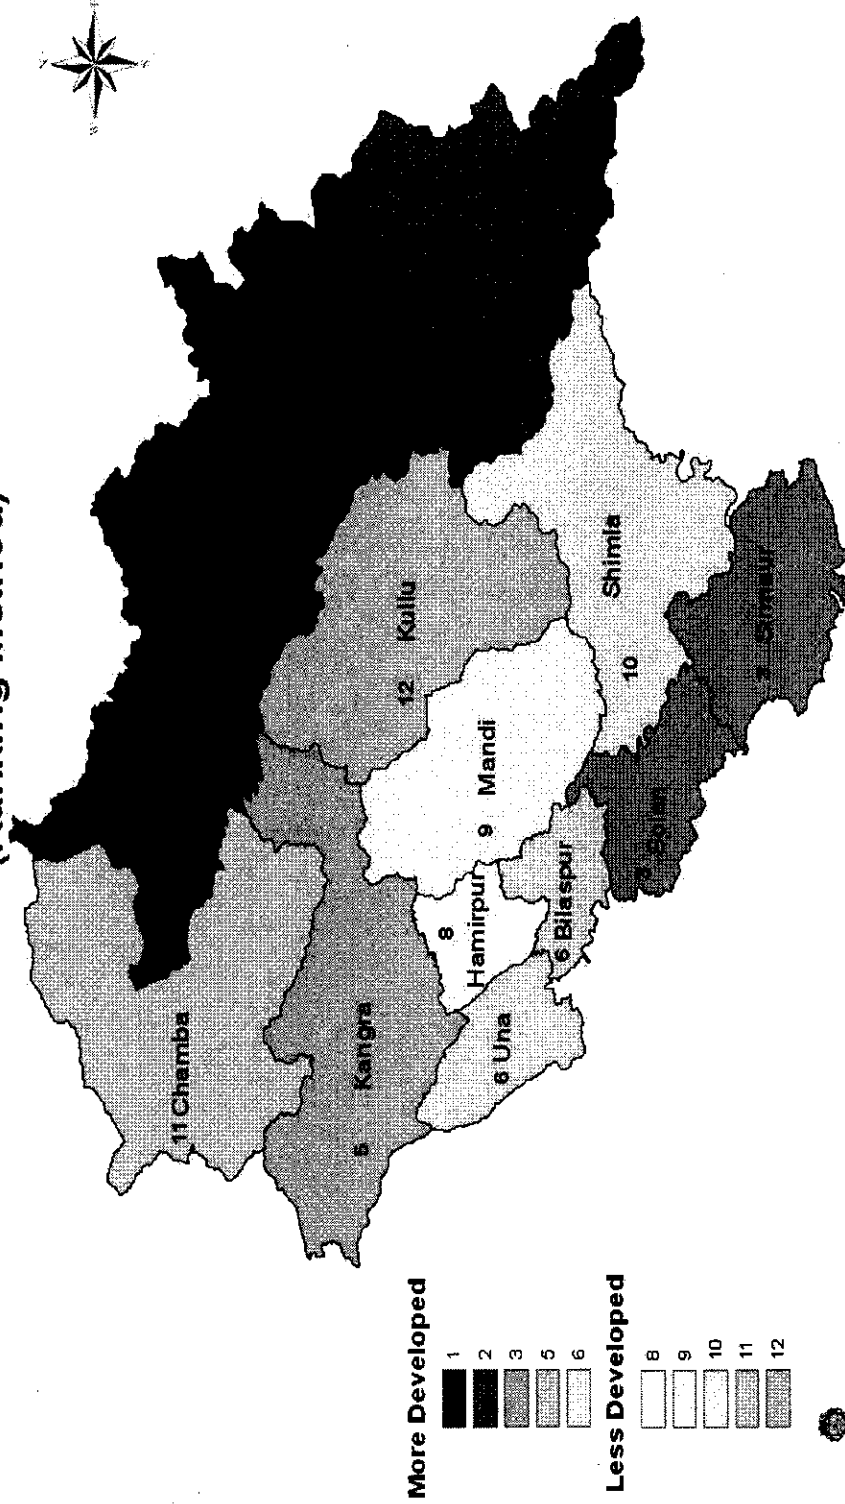 11 Chamba
5 Kangra
12 Kullu
8
Hamirpur
9 Mandi
6 Una
6 Bilaspur
10 Shimla
3 Solan
Sirmaur
More Developed
1
2
3
5
6
Less Developed
8
9
10
11
12